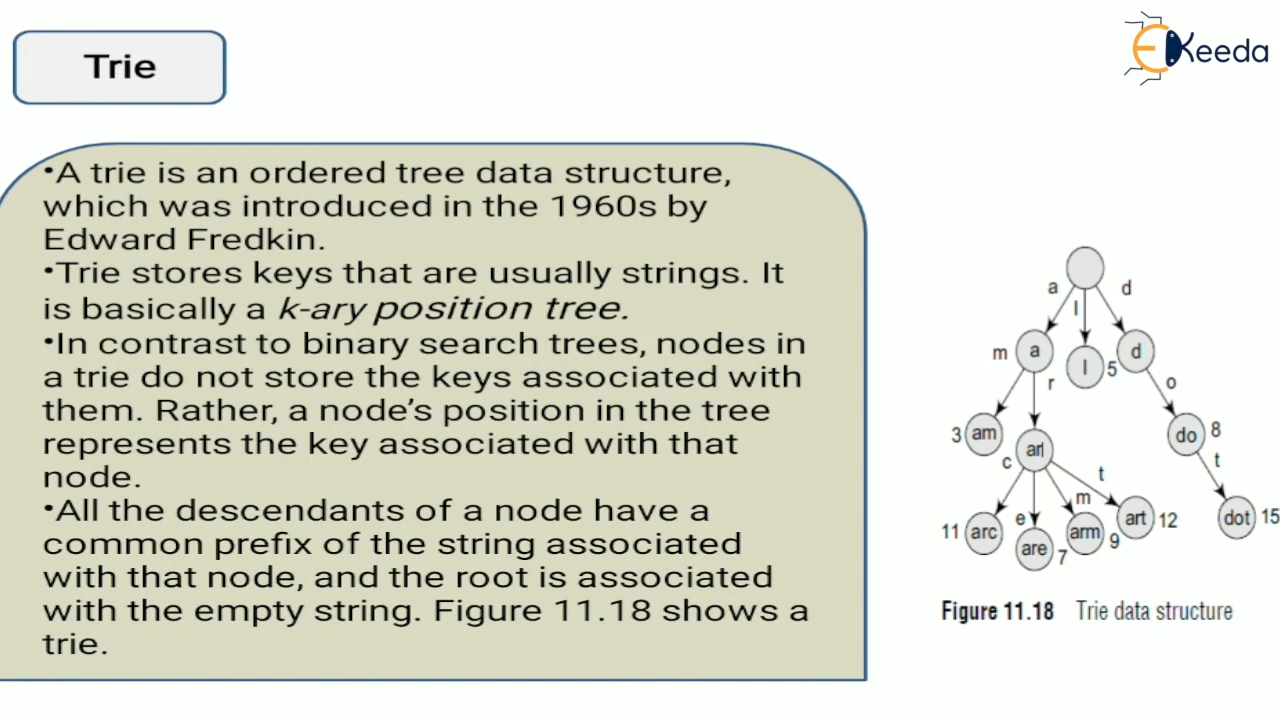 Trie
EKeeda
•A trie is an ordered tree data structure,
which was introduced in the 1960s by
Edward Fredkin.
•Trie stores keys that are usually strings. It
is basically a k-ary position tree.
•In contrast to binary search trees, nodes in
a trie do not store the keys associated with
them. Rather, a node's position in the tree
represents the key associated with that
node.
•All the descendants of a node have a
common prefix of the string associated
with that node, and the root is associated
with the empty string. Figure 11.18 shows a
trie.
a l d
m a l 5 d
r o
3 am ar do 8
c e m t t
11 arc are 7 arm 9 art 12 dot 15
Figure 11.18 Trie data structure